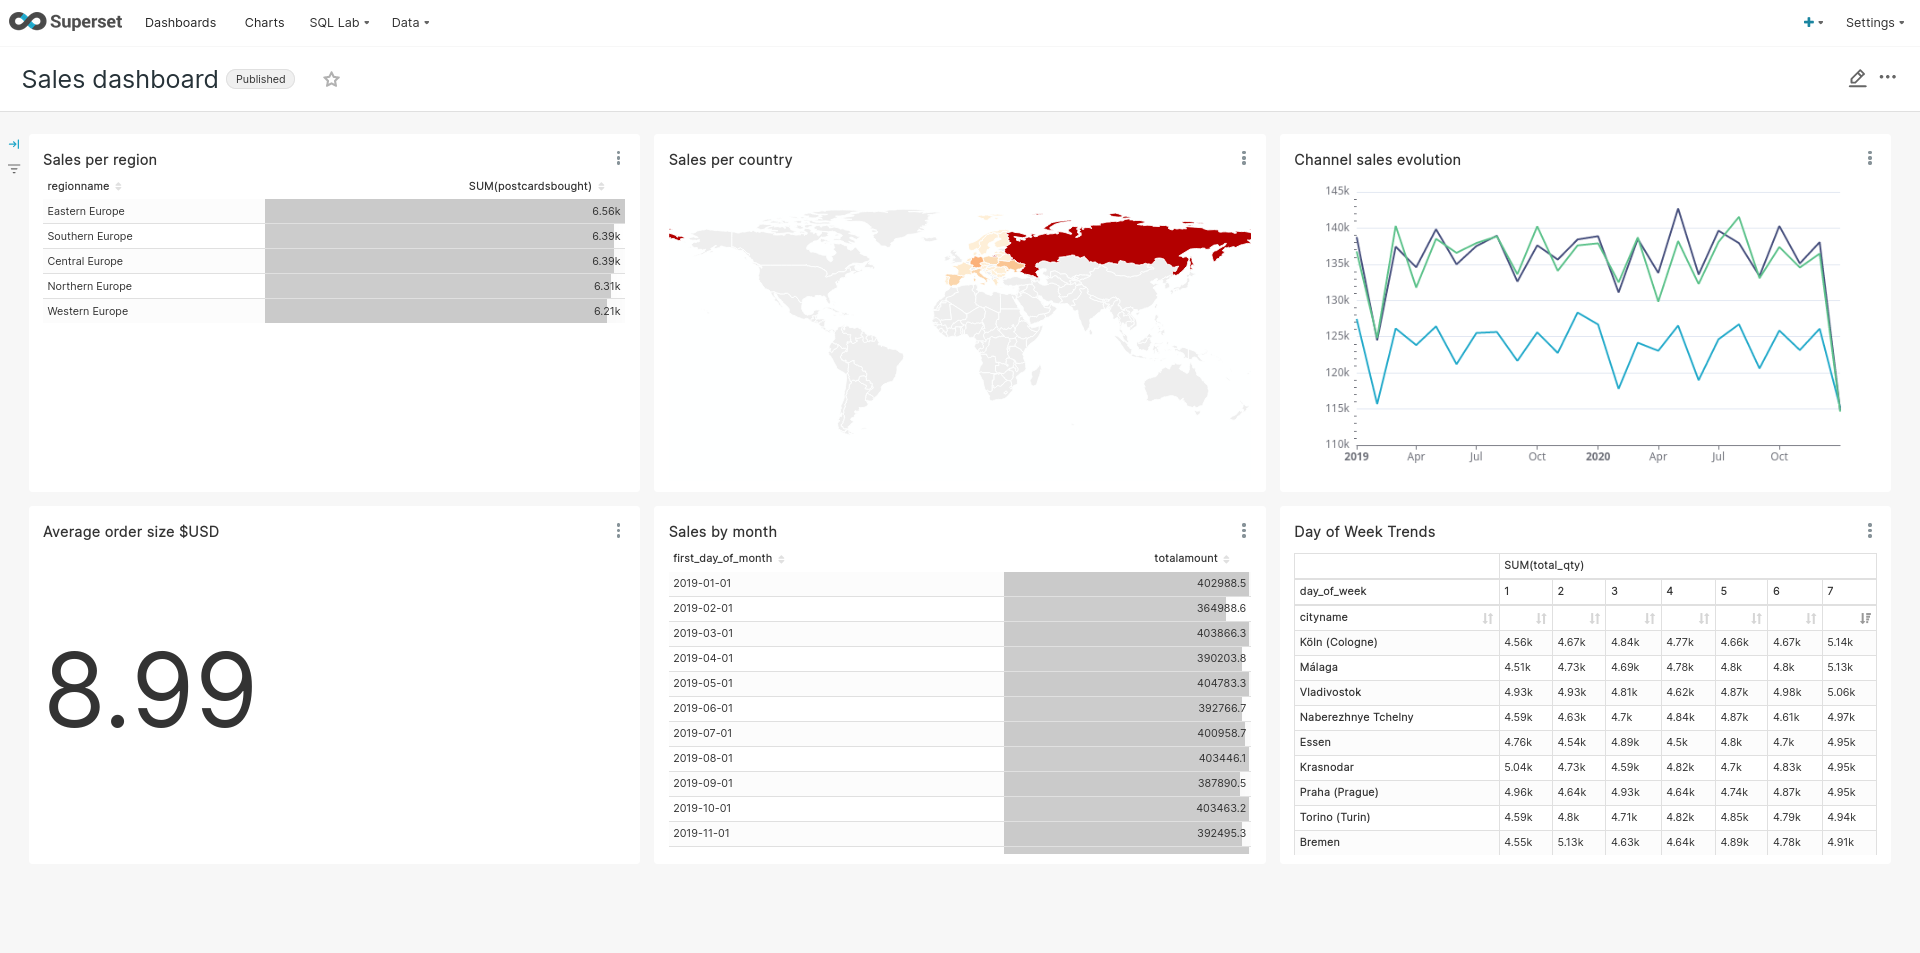 Superset Dashboards Charts SQL Lab Data Settings
Sales dashboard Published
Sales per region
regionname SUM(postcardsbought)
Eastern Europe 6.56k
Southern Europe 6.39k
Central Europe 6.39k
Northern Europe 6.31k
Western Europe 6.21k
Sales per country
Channel sales evolution
145k
140k
135k
130k
125k
120k
115k
110k
2019 Apr Jul Oct 2020 Apr Jul Oct
Average order size $USD
8.99
Sales by month
first_day_of_month totalamount
2019-01-01 402988.5
2019-02-01 364988.6
2019-03-01 403866.3
2019-04-01 390203.8
2019-05-01 404783.3
2019-06-01 392766.7
2019-07-01 400958.7
2019-08-01 403446.1
2019-09-01 387890.5
2019-10-01 403463.2
2019-11-01 392495.3
Day of Week Trends
SUM(total_qty)
day_of_week 1 2 3 4 5 6 7
cityname
Köln (Cologne) 4.56k 4.67k 4.84k 4.77k 4.66k 4.67k 5.14k
Málaga 4.51k 4.73k 4.69k 4.78k 4.8k 4.8k 5.13k
Vladivostok 4.93k 4.93k 4.81k 4.62k 4.87k 4.98k 5.06k
Naberezhnye Tchelny 4.59k 4.63k 4.7k 4.84k 4.87k 4.61k 4.97k
Essen 4.76k 4.54k 4.89k 4.5k 4.8k 4.7k 4.95k
Krasnodar 5.04k 4.73k 4.59k 4.82k 4.7k 4.83k 4.95k
Praha (Prague) 4.96k 4.64k 4.93k 4.64k 4.74k 4.87k 4.95k
Torino (Turin) 4.59k 4.8k 4.71k 4.82k 4.85k 4.79k 4.94k
Bremen 4.55k 5.13k 4.63k 4.64k 4.89k 4.78k 4.91k